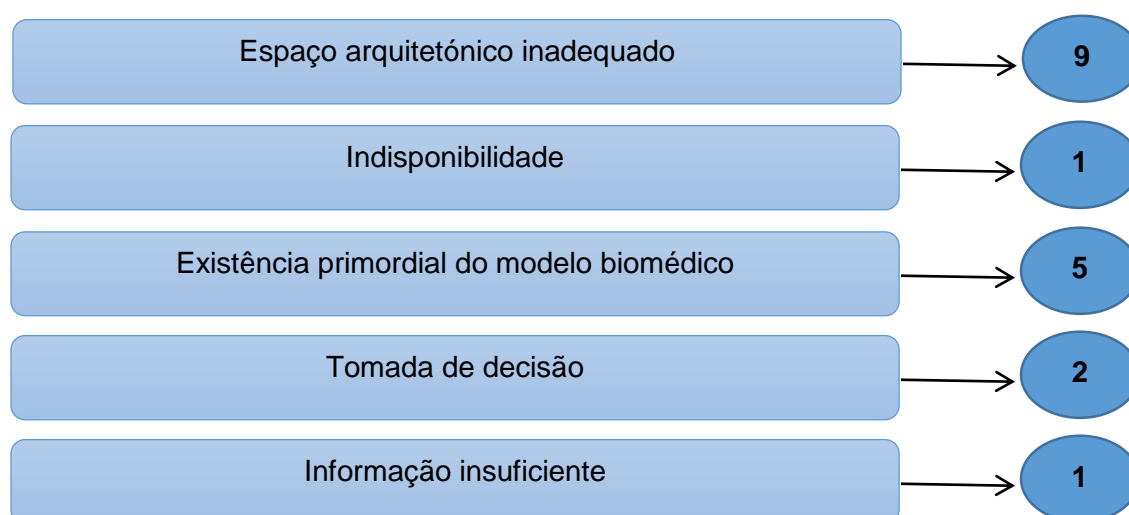 Espaço arquitetónico inadequado
9
Indisponibilidade
1
Existência primordial do modelo biomédico
5
Tomada de decisão
2
Informação insuficiente
1